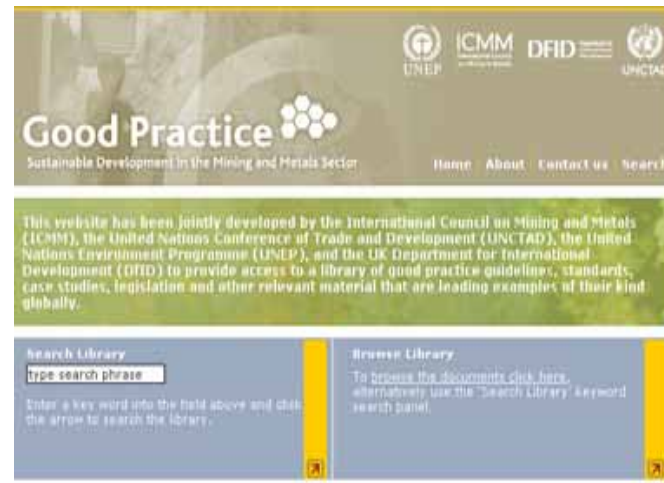 UNEP
ICMM
DFID
UNCTAD
Good Practice
Sustainable Development in the Mining and Metals Sector
Home About Contact us Search
This website has been jointly developed by the International Council on Mining and Metals
(ICMM), the United Nations Conference of Trade and Development (UNCTAD), the United
Nations Environment Programme (UNEP), and the UK Department for International
Development (DFID) to provide access to a library of good practice guidelines, standards,
case studies, legislation and other relevant material that are leading examples of their kind
globally.
Search Library
type search phrase
Enter a key word into the field above and click
the arrow to search the library.
Browse Library
To browse the documents click here,
alternatively use the 'Search Library' keyword
search panel.